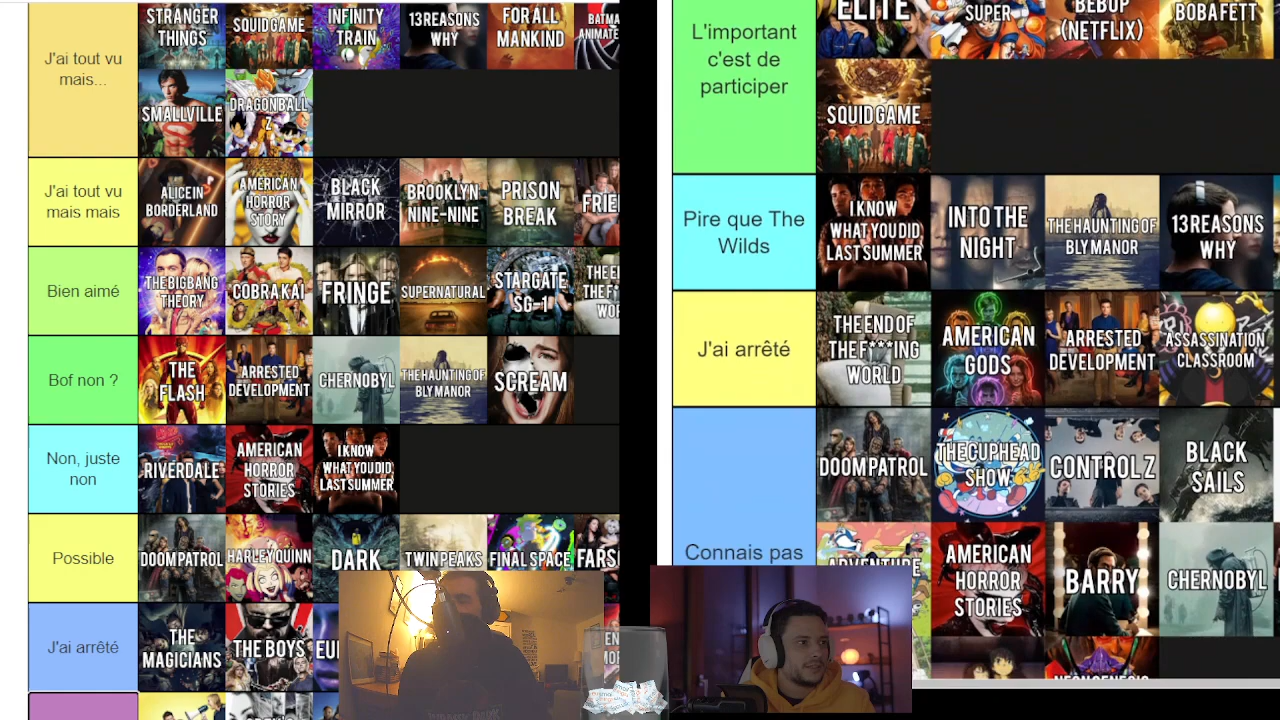 J'ai tout vu
mais...
STRANGER
THINGS
SQUID GAME
INFINITY
TRAIN
13 REASONS
WHY
FOR ALL
MANKIND
SMALLVILLE
DRAGON BALL
Z
J'ai tout vu
mais mais
ALICE IN
BORDERLAND
AMERICAN
HORROR
STORY
BLACK
MIRROR
BROOKLYN
NINE-NINE
PRISON
BREAK
Bien aimé
THE BIG BANG
THEORY
COBRA KAI
FRINGE
SUPERNATURAL
STARGATE
SG-1
Bof non ?
THE
FLASH
ARRESTED
DEVELOPMENT
CHERNOBYL
THE HAUNTING OF
BLY MANOR
SCREAM
Non, juste
non
RIVERDALE
AMERICAN
HORROR
STORIES
I KNOW
WHAT YOU DID
LAST SUMMER
Possible
DOOM PATROL
HARLEY QUINN
DARK
TWIN PEAKS
FINAL SPACE
J'ai arrêté
THE
MAGICIANS
THE BOYS
L'important
c'est de
participer
ELITE
SUPER
BEBOP
(NETFLIX)
BOBA FETT
SQUID GAME
Pire que The
Wilds
I KNOW
WHAT YOU DID
LAST SUMMER
INTO THE
NIGHT
THE HAUNTING OF
BLY MANOR
13 REASONS
WHY
J'ai arrêté
THE END OF
THE F***ING
WORLD
AMERICAN
GODS
ARRESTED
DEVELOPMENT
ASSASSINATION
CLASSROOM
Connais pas
DOOM PATROL
THE CUPHEAD
SHOW
CONTROL Z
BLACK
SAILS
AMERICAN
HORROR
STORIES
BARRY
CHERNOBYL